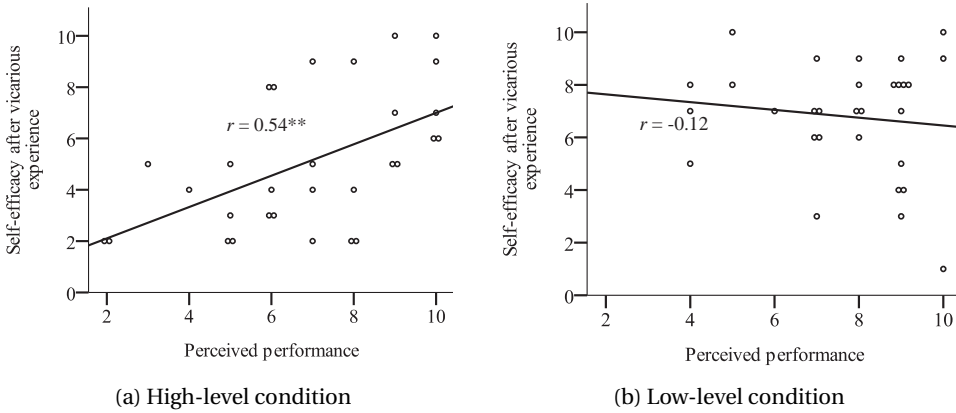 10
8
6
4
2
0
Self-efficacy after vicarious
experience
r = 0.54**
2 4 6 8 10
Perceived performance
(a) High-level condition
10
8
6
4
2
0
Self-efficacy after vicarious
experience
r = -0.12
2 4 6 8 10
Perceived performance
(b) Low-level condition